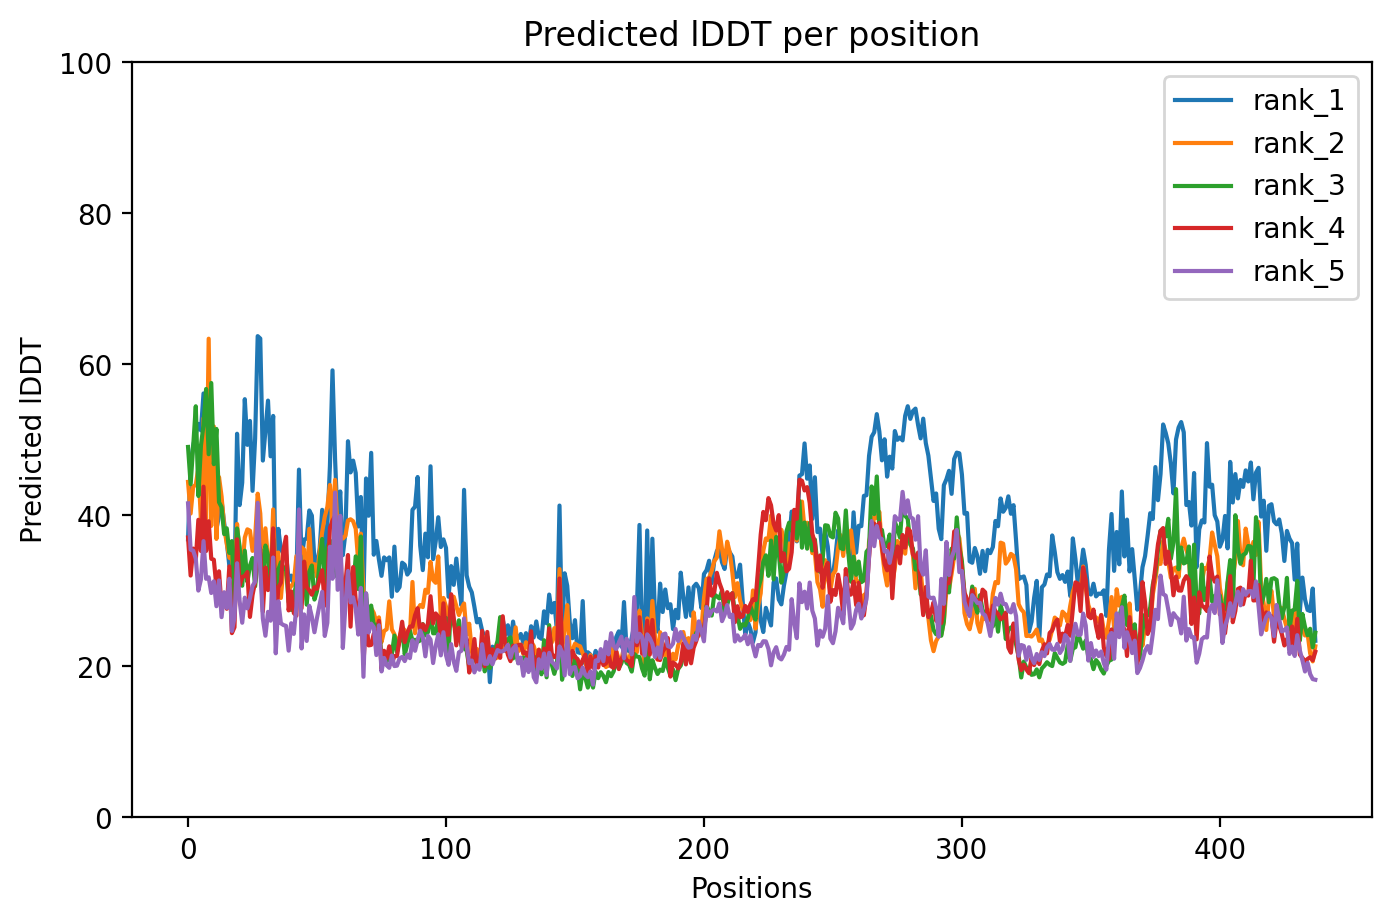 Predicted lDDT per position
100
80
60
40
20
0
Predicted lDDT
0 100 200 300 400
Positions
rank_1
rank_2
rank_3
rank_4
rank_5